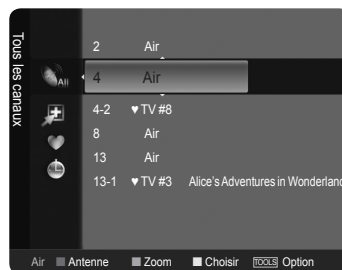 Tous les canaux
All
2 Air
4 Air
4-2 ♥ TV #8
8 Air
13 Air
13-1 ♥ TV #3 Alice's Adventures in Wonderland
Air Antenne Zoom Choisir TOOLS Option